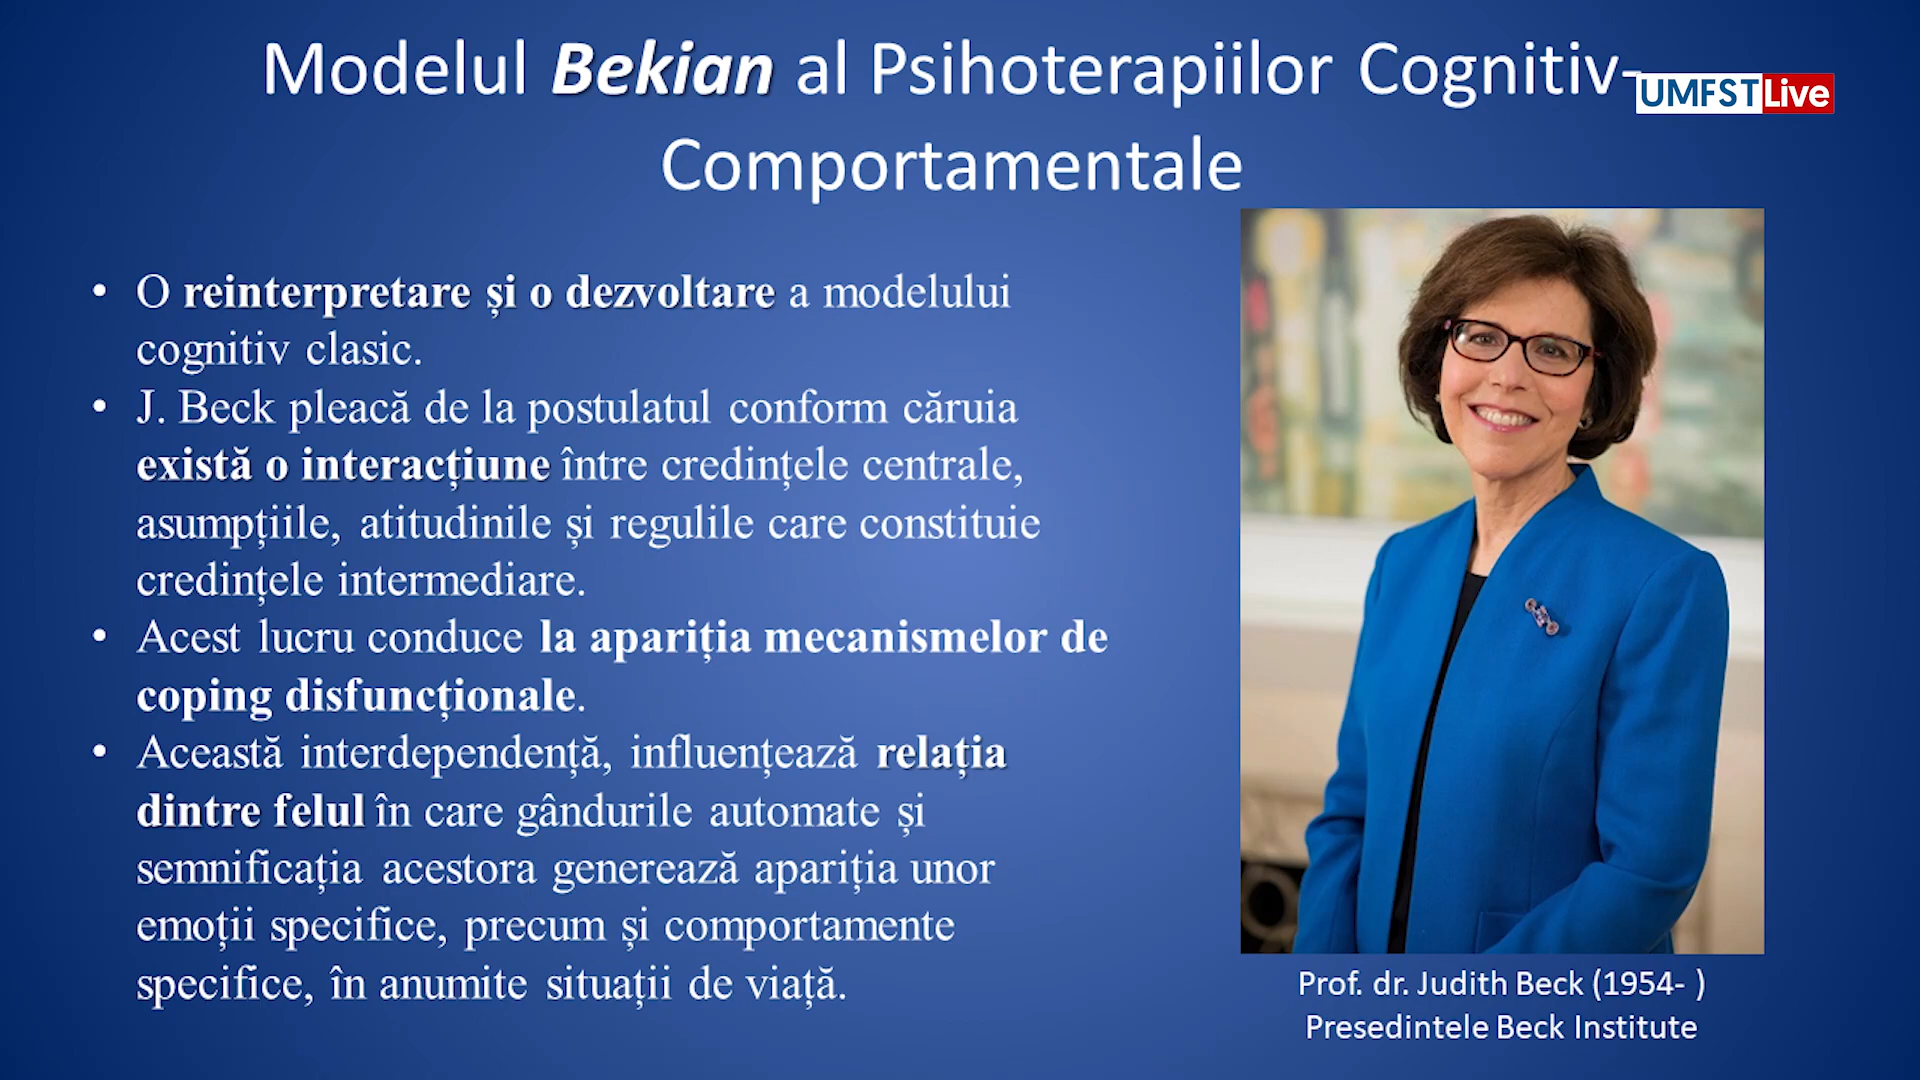 Modelul Bekian al Psihoterapiilor Cognitiv-
UMFSTLive
Comportamentale
• O reinterpretare și o dezvoltare a modelului
cognitiv clasic.
• J. Beck pleacă de la postulatul conform căruia
există o interacțiune între credințele centrale,
asumpțiile, atitudinile și regulile care constituie
credințele intermediare.
• Acest lucru conduce la apariția mecanismelor de
coping disfuncționale.
• Această interdependență, influențează relația
dintre felul în care gândurile automate și
semnificația acestora generează apariția unor
emoții specifice, precum și comportamente
specifice, în anumite situații de viață.
Prof. dr. Judith Beck (1954- )
Presedintele Beck Institute